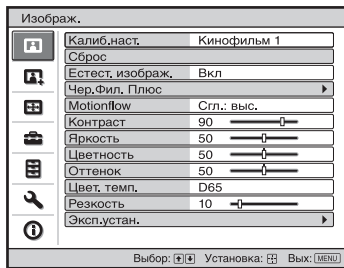 Изображ.
Калиб.наст. Кинофильм 1
Сброс
Естест. изображ. Вкл
Чер.Фил. Плюс
Motionflow Сгл.: выс.
Контраст 90
Яркость 50
Цветность 50
Оттенок 50
Цвет. темп. D65
Резкость 10
Эксп.устан.
Выбор: Установка: Вых: MENU